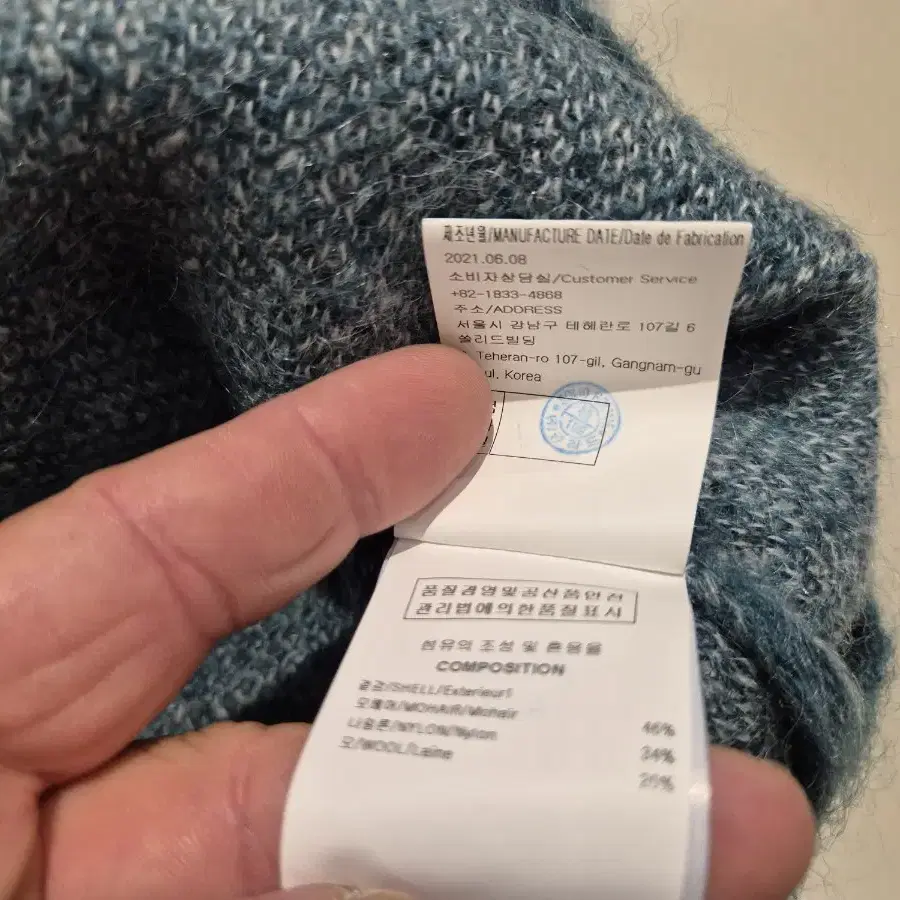 제조년월/MANUFACTURE DATE/Date de Fabrication
2021.06.08
소비자상담실/Customer Service
+82-1833-4868
주소/ADDRESS
서울시 강남구 테헤란로 107길 6
쏠리드빌딩
Teheran-ro 107-gil, Gangnam-gu
ul, Korea
품질경영및공산품안전
관리법에의한품질표시
섬유의 조성 및 혼용율
COMPOSITION
겉감/SHELL/Exterieur1
모헤어/MOHAIR/Mohair 46%
나일론/NYLON/Nylon 34%
모/WOOL/Laine 20%